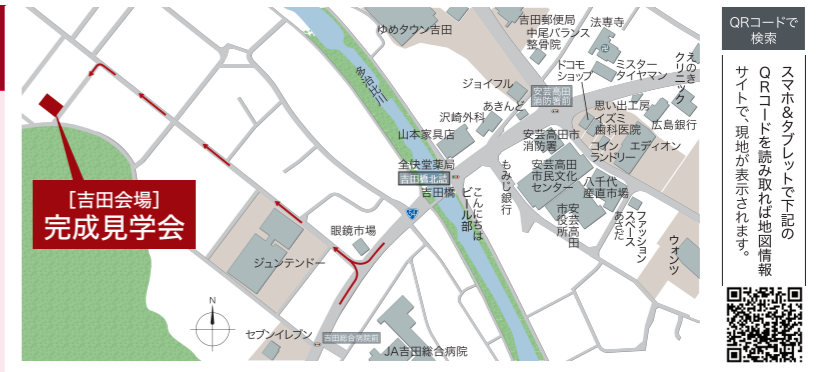 ゆめタウン吉田
吉田郵便局
中尾バランス
整骨院
法専寺
ドコモ
ショップ
ミスター
タイヤマン
えのき
クリニック
多治比川
ジョイフル
安芸高田
消防署前
あきんど
沢崎外科
山本家具店
思い出工房
イズミ
歯科医院
広島銀行
安芸高田市
消防署
コイン
ランドリー
エディオン
全快堂薬局
吉田橋北詰
吉田橋
こんにちは
ビール部
もみじ銀行
安芸高田
市民文化
センター
八千代
産直市場
安芸高田
市役所
ファッション
スペース
あさだ
ウォンツ
54
[吉田会場]
完成見学会
眼鏡市場
ジュンテンドー
N
セブンイレブン
吉田総合病院前
JA吉田総合病院
QRコードで
検索
スマホ&タブレットで下記の
QRコードを読み取れば地図情報
サイトで、現地が表示されます。